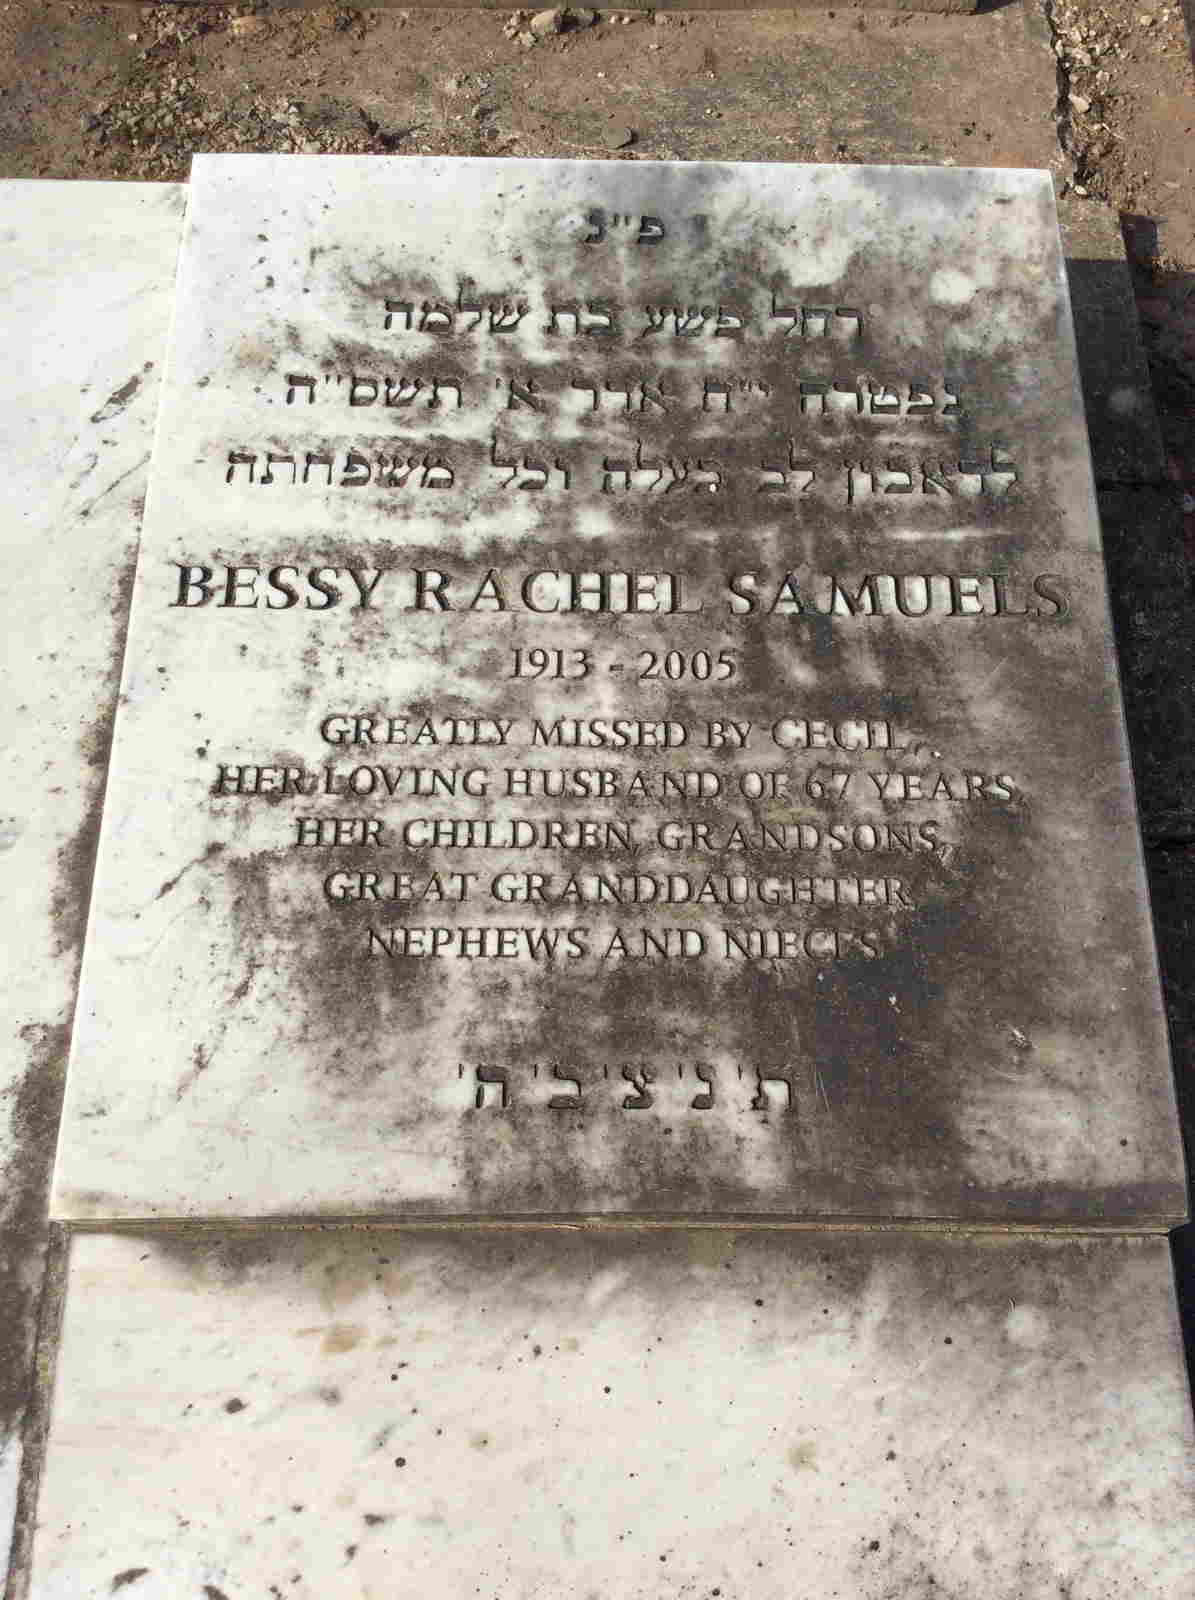 פ"נ
רחל פשע בת שלמה
נפטרה י"ח אדר א' תשס"ה
לדאבון לב בעלה וכל משפחתה
BESSY RACHEL SAMUELS
1913 - 2005
GREATLY MISSED BY CECIL,
HER LOVING HUSBAND OF 67 YEARS,
HER CHILDREN, GRANDSONS,
GREAT GRANDDAUGHTER,
NEPHEWS AND NIECES
ת' נ' צ' ב' ה'